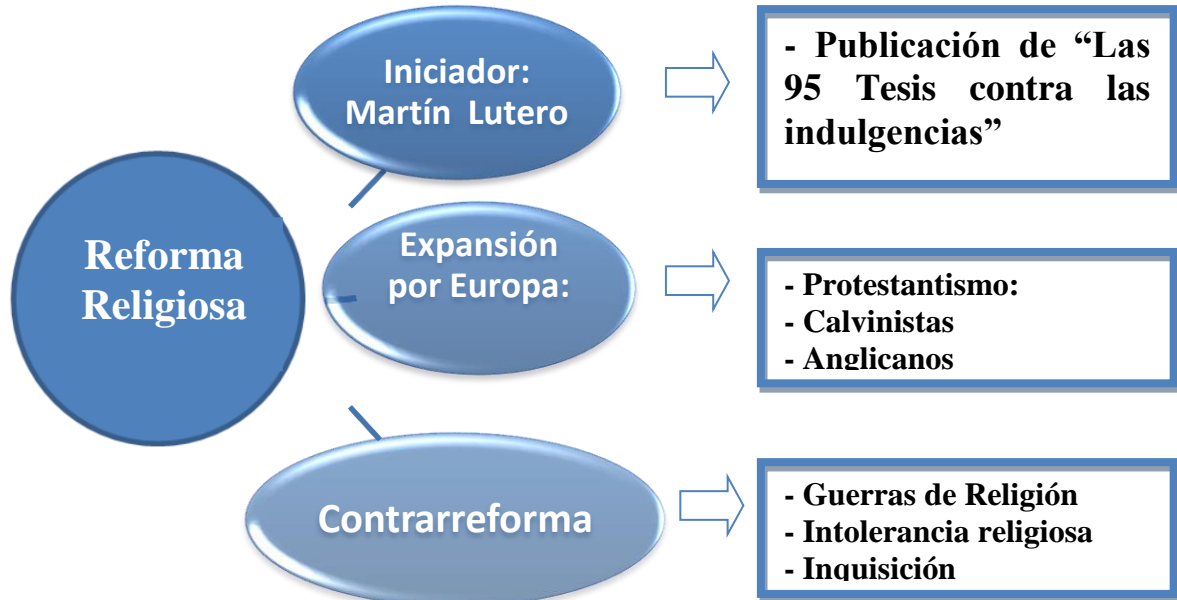 Reforma
Religiosa
Iniciador:
Martín Lutero
- Publicación de “Las
95 Tesis contra las
indulgencias”
Expansión
por Europa:
- Protestantismo:
- Calvinistas
- Anglicanos
Contrarreforma
- Guerras de Religión
- Intolerancia religiosa
- Inquisición